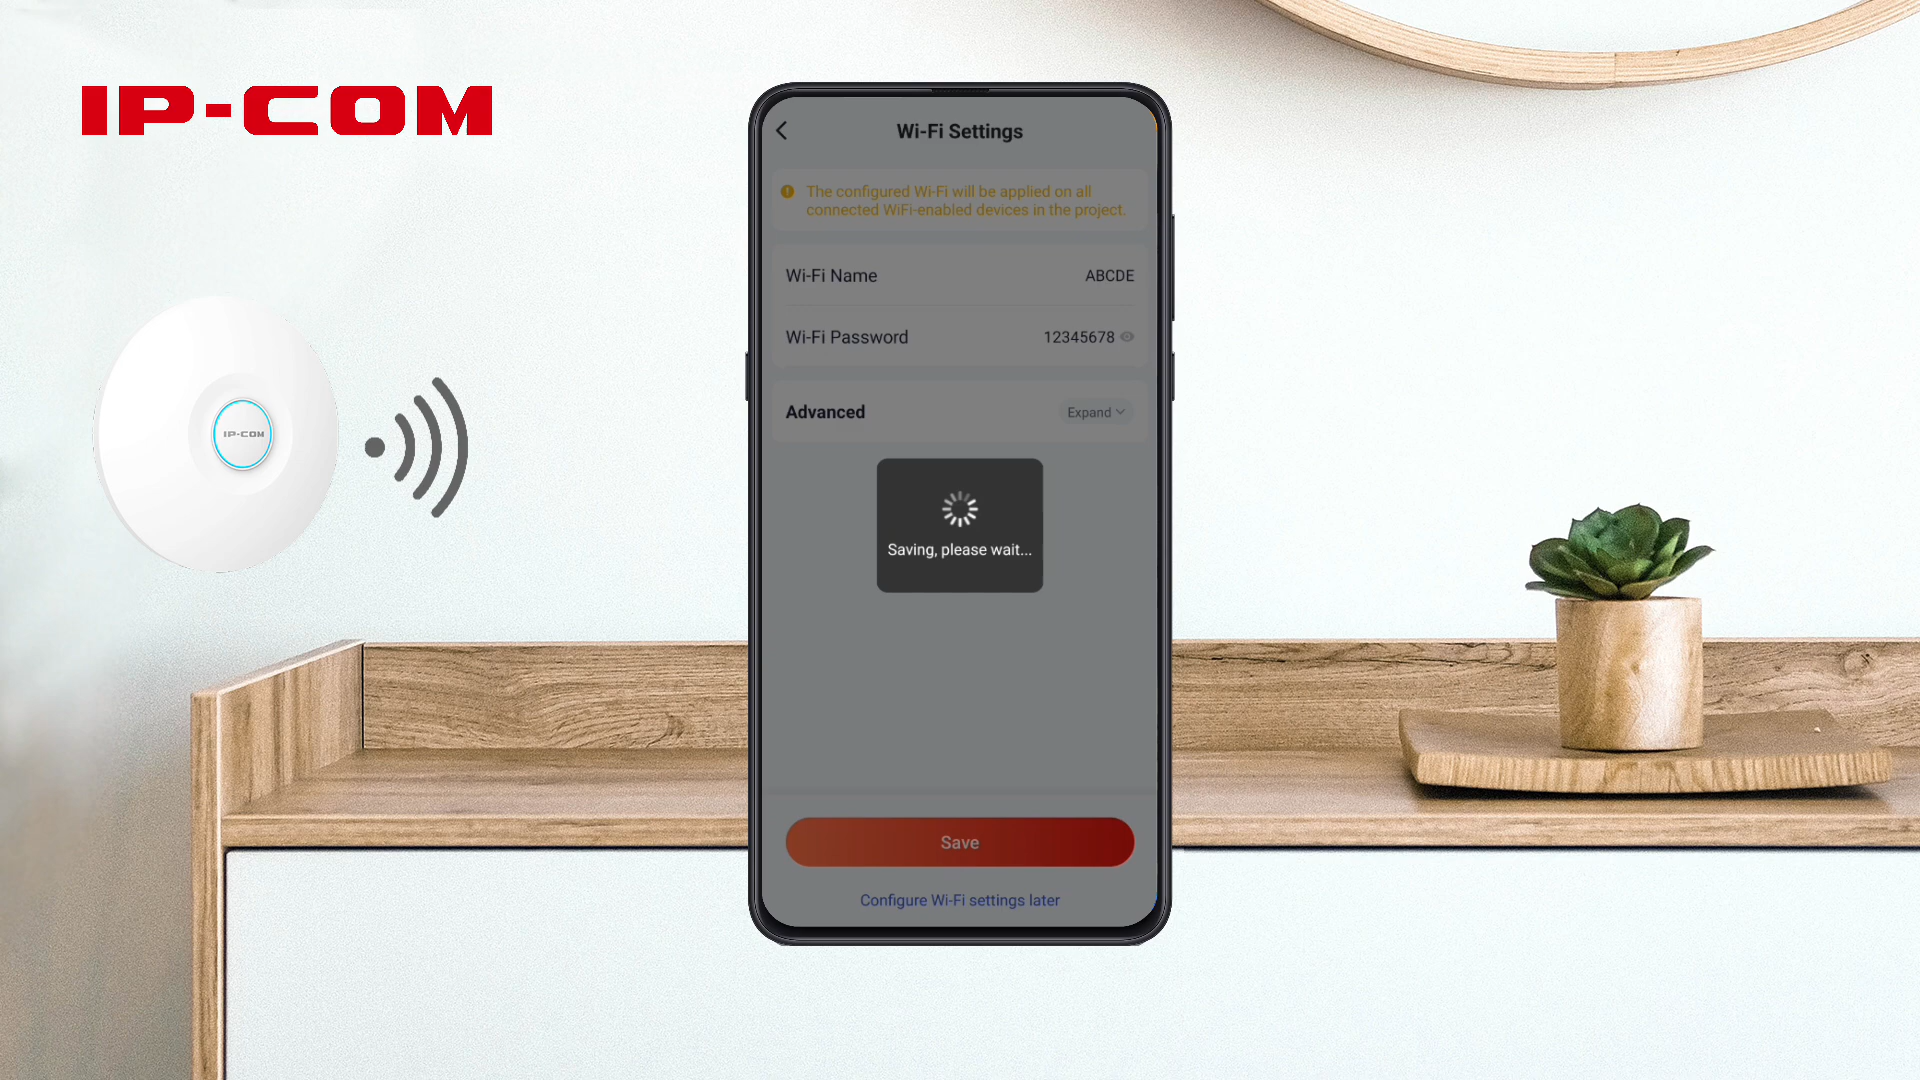 IP-COM
Wi-Fi Settings
The configured Wi-Fi will be applied on all
connected WiFi-enabled devices in the project.
Wi-Fi Name ABCDE
Wi-Fi Password 12345678
Advanced Expand
IP-COM
Saving, please wait...
Save
Configure Wi-Fi settings later